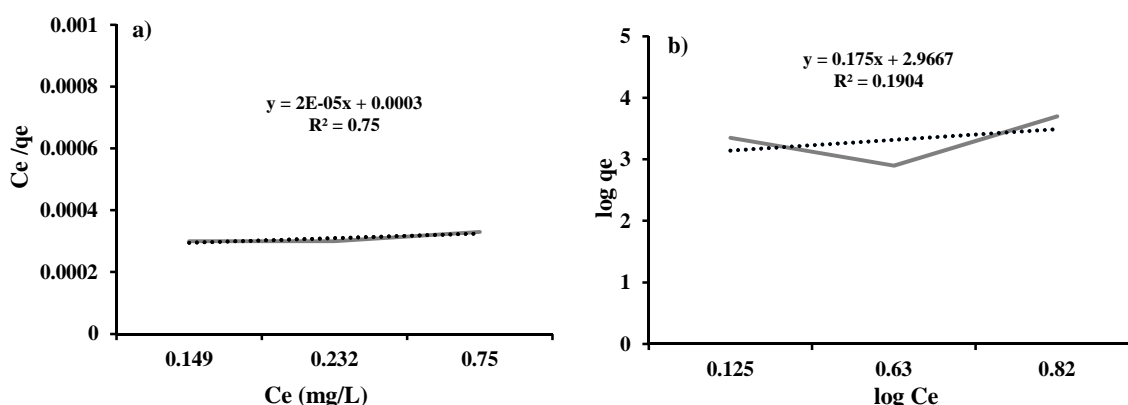 a)
0.001
0.0008
0.0006
0.0004
0.0002
0
Ce /qe
y = 2E-05x + 0.0003
R² = 0.75
0.149 0.232 0.75
Ce (mg/L)
b)
5
4
3
2
1
0
log qe
y = 0.175x + 2.9667
R² = 0.1904
0.125 0.63 0.82
log Ce